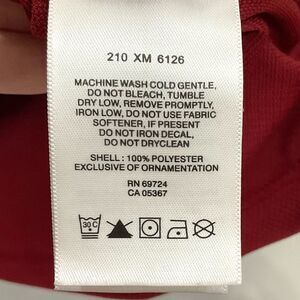 210 XM 6126
MACHINE WASH COLD GENTLE,
DO NOT BLEACH, TUMBLE
DRY LOW, REMOVE PROMPTLY,
IRON LOW, DO NOT USE FABRIC
SOFTENER, IF PRESENT
DO NOT IRON DECAL,
DO NOT DRYCLEAN
SHELL : 100% POLYESTER
EXCLUSIVE OF ORNAMENTATION
RN 69724
CA 05367
30 C